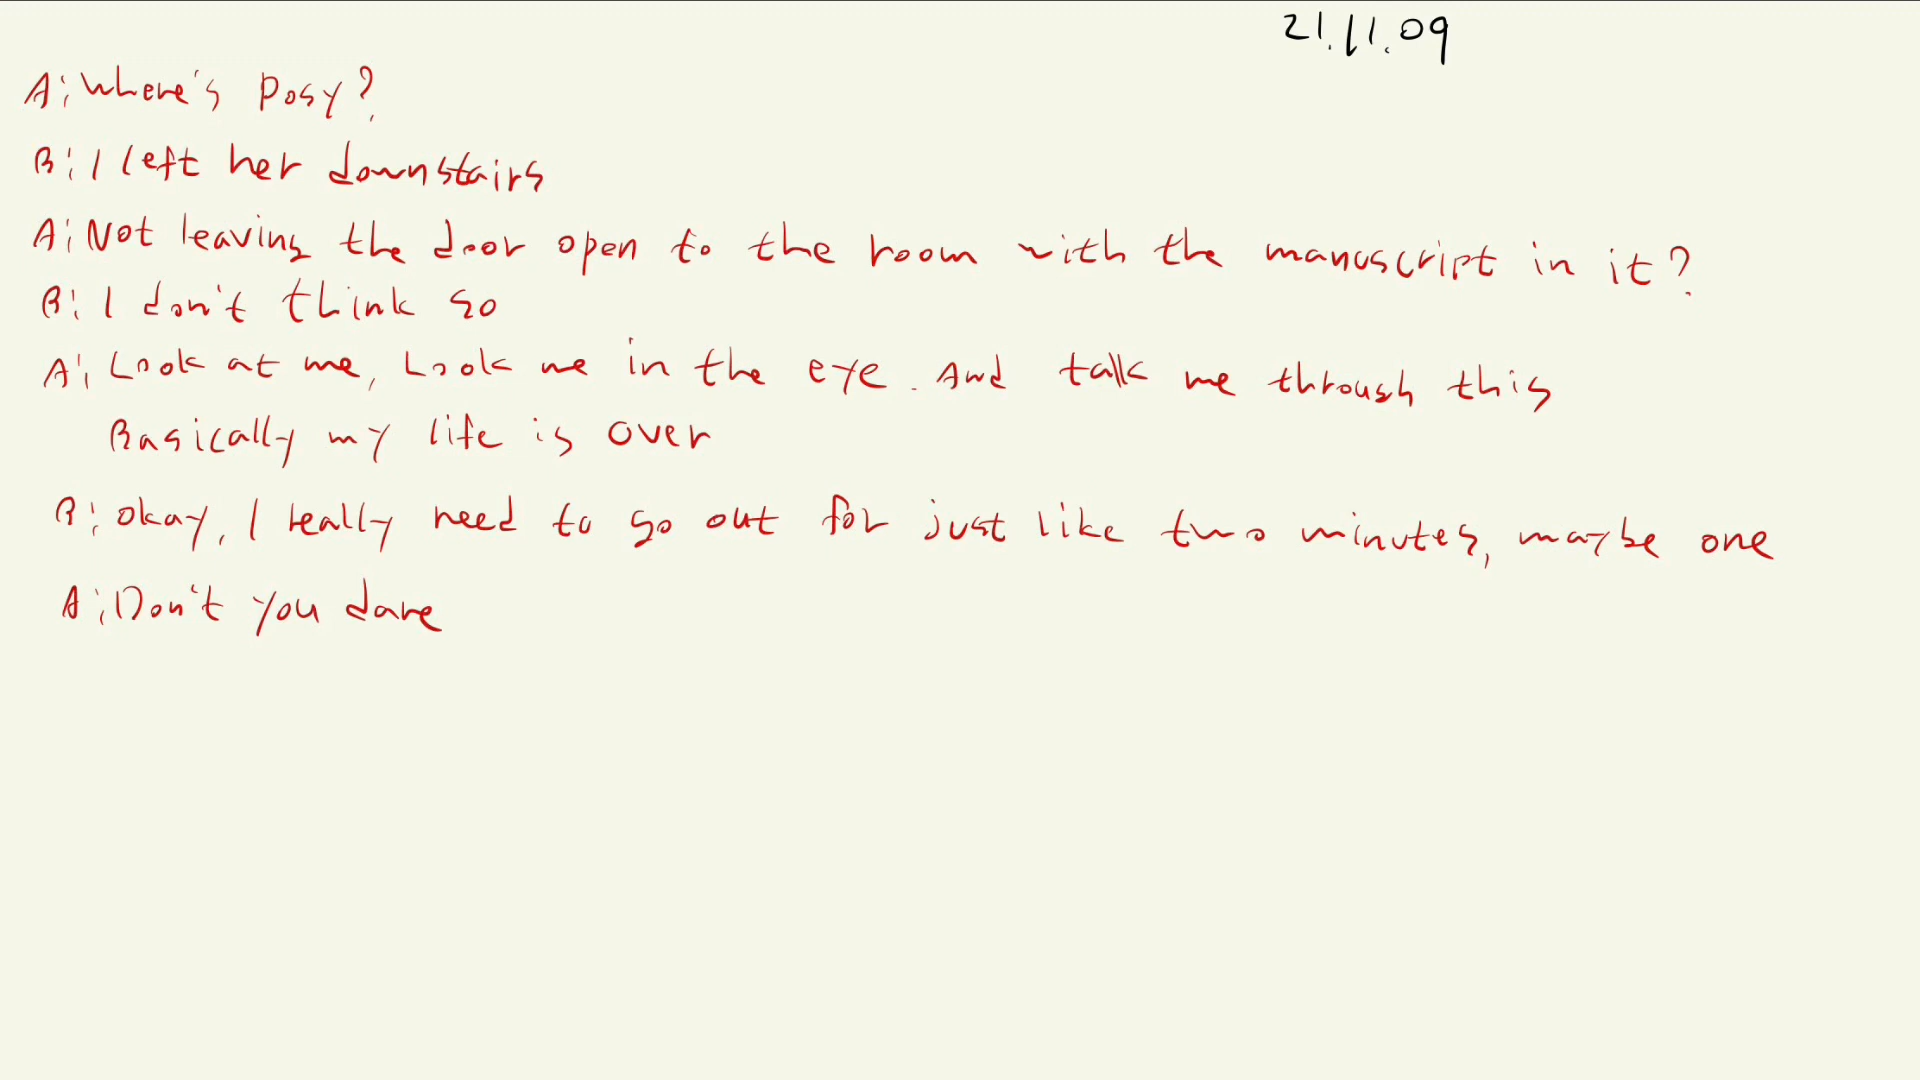 21.11.09
A: Where's Posy?
B: I left her downstairs
A: Not leaving the door open to the room with the manuscript in it?
B: I don't think so
A: Look at me, Look me in the eye. And talk me through this
Basically my life is over
B: okay, I really need to go out for just like two minutes, maybe one
A: Don't you dare